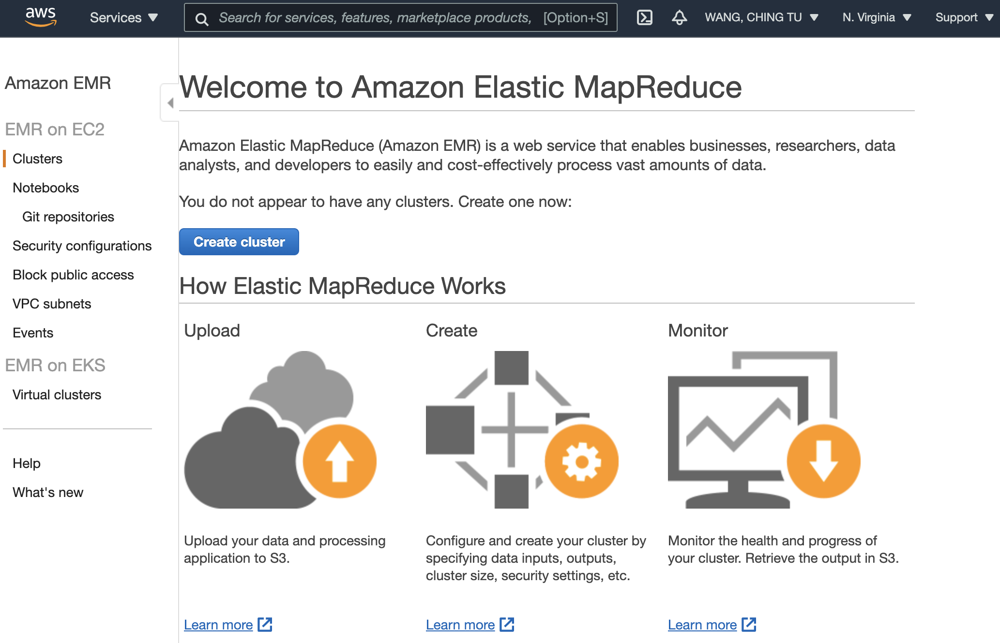 aws
Services
Search for services, features, marketplace products, [Option+S]
WANG, CHING TU
N. Virginia
Support
Amazon EMR
EMR on EC2
Clusters
Notebooks
Git repositories
Security configurations
Block public access
VPC subnets
Events
EMR on EKS
Virtual clusters
Help
What's new
Welcome to Amazon Elastic MapReduce
Amazon Elastic MapReduce (Amazon EMR) is a web service that enables businesses, researchers, data
analysts, and developers to easily and cost-effectively process vast amounts of data.
You do not appear to have any clusters. Create one now:
Create cluster
How Elastic MapReduce Works
Upload
Upload your data and processing
application to S3.
Learn more
Create
Configure and create your cluster by
specifying data inputs, outputs,
cluster size, security settings, etc.
Learn more
Monitor
Monitor the health and progress of
your cluster. Retrieve the output in S3.
Learn more